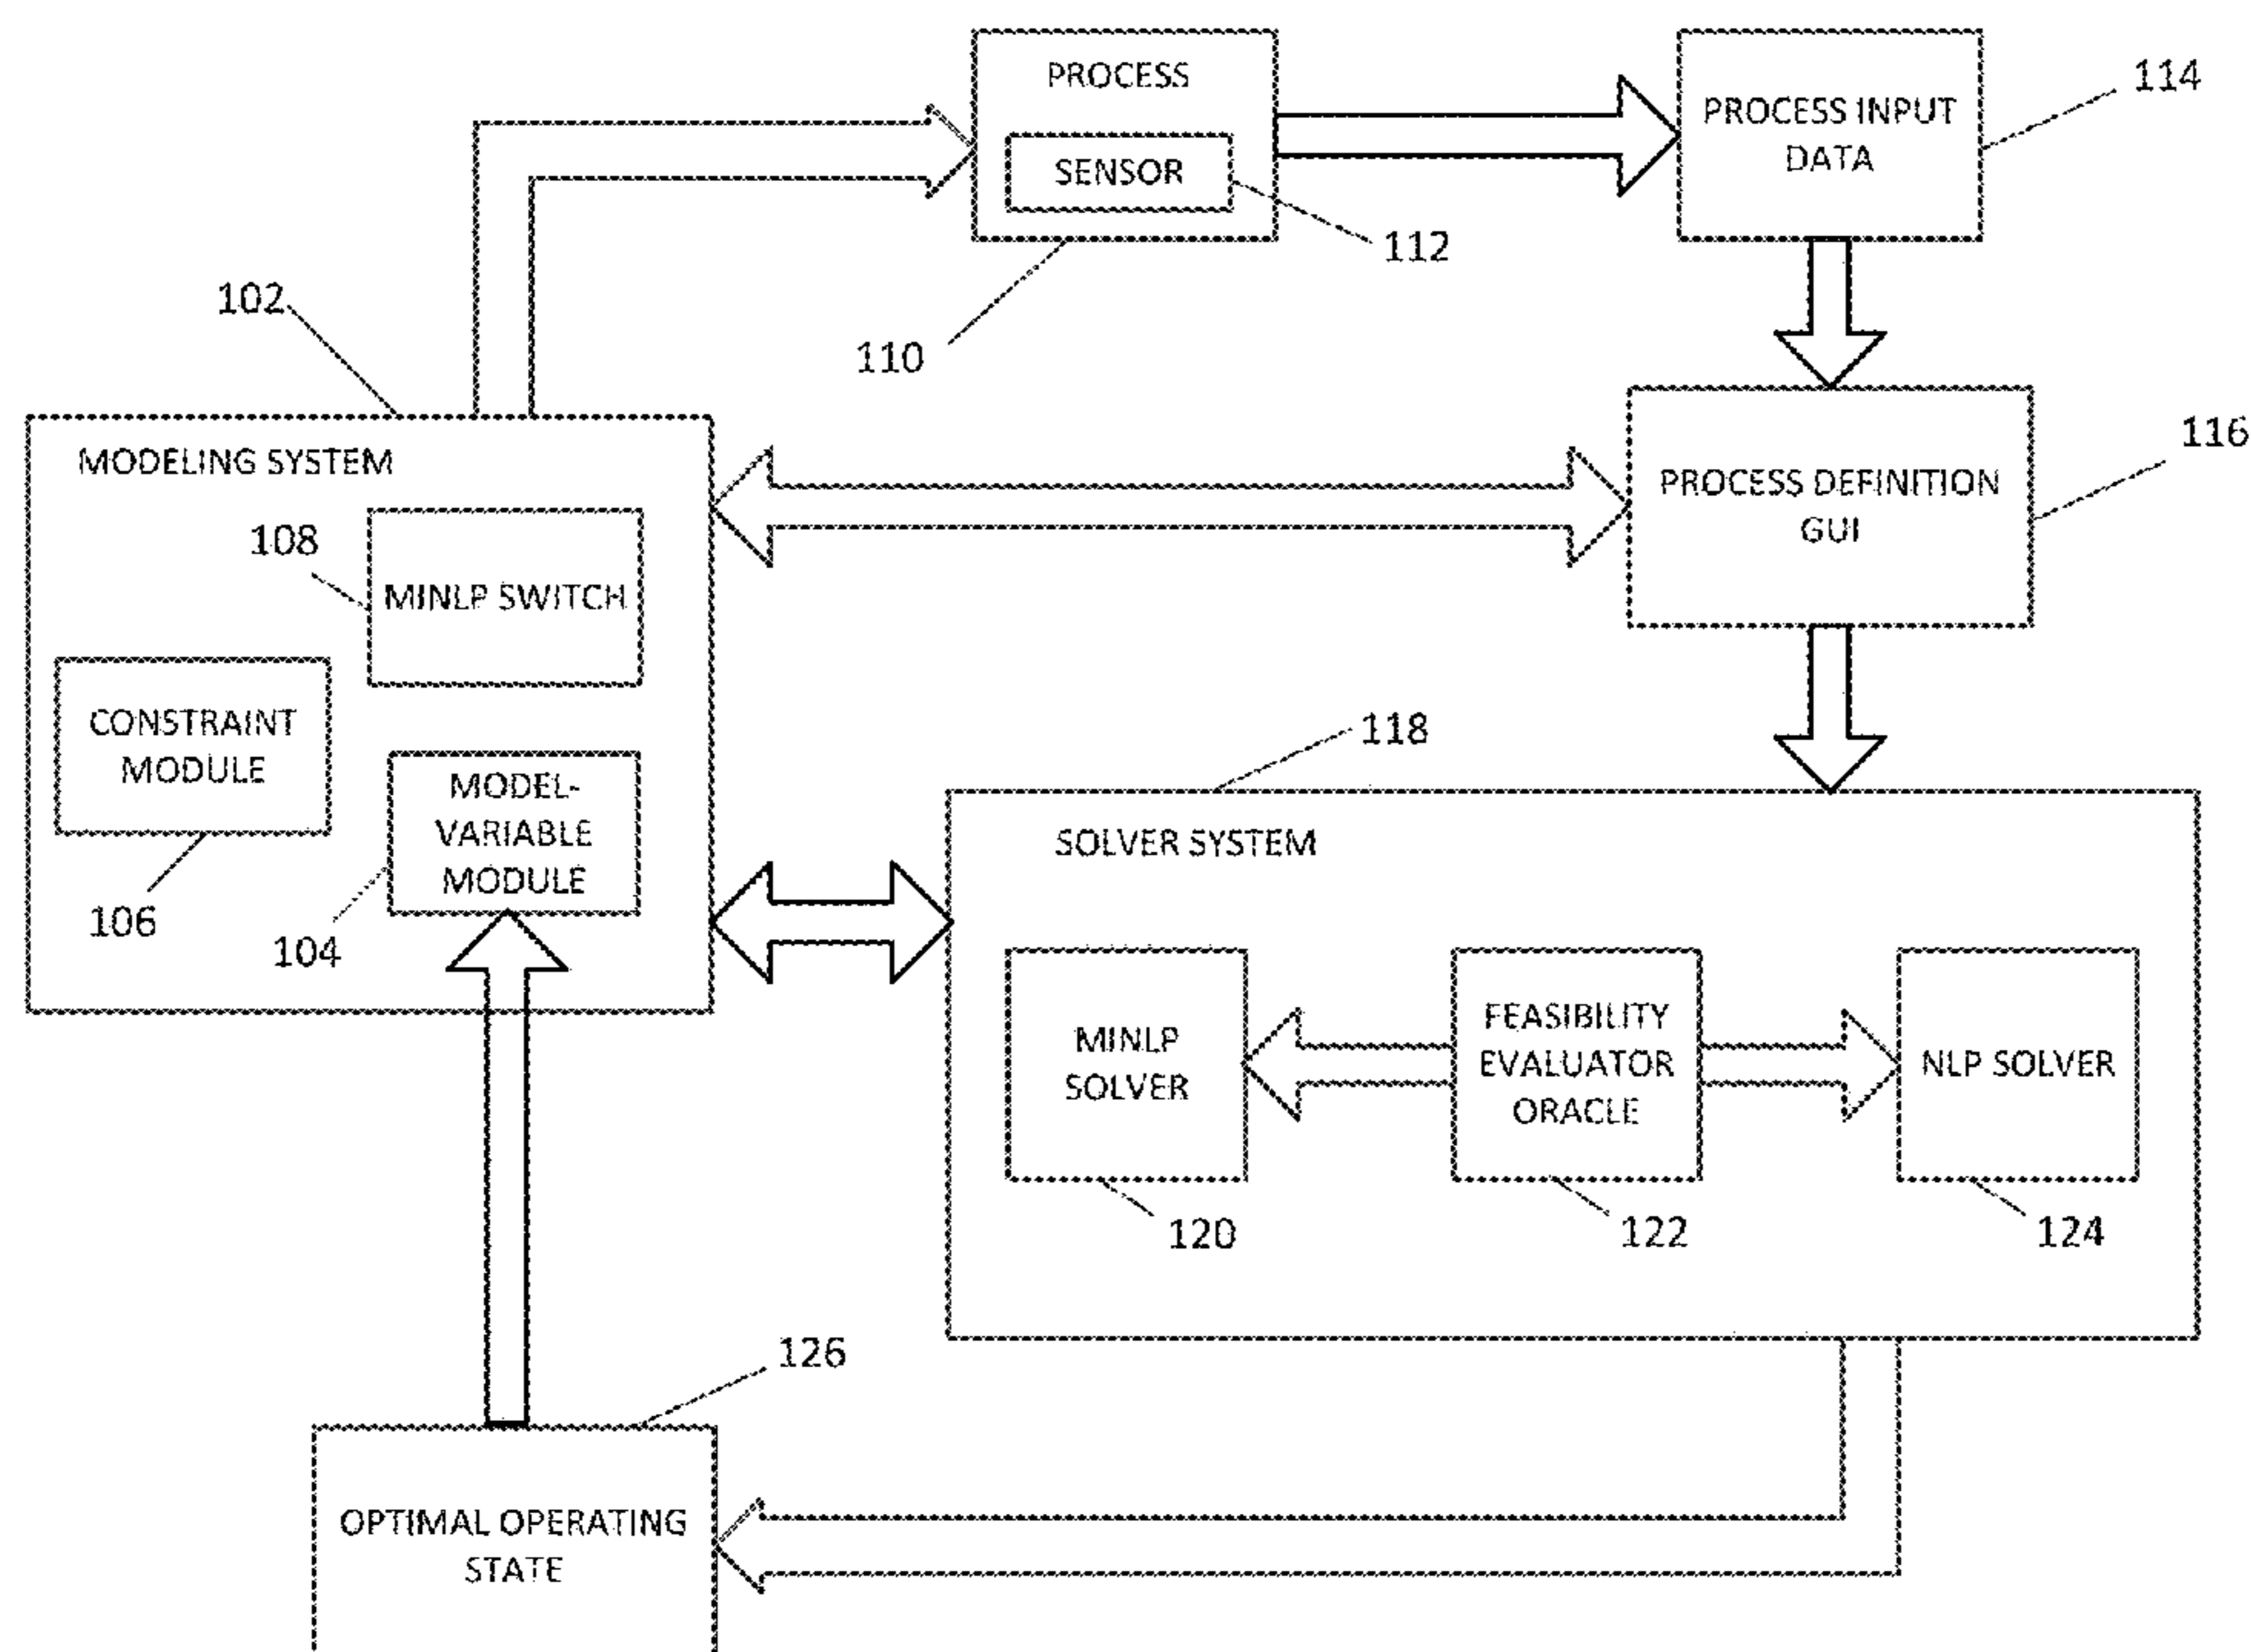 PROCESS
SENSOR
112
110
PROCESS INPUT
DATA
114
102
MODELING SYSTEM
108
MINLP SWITCH
CONSTRAINT
MODULE
106
MODEL-
VARIABLE
MODULE
104
PROCESS DEFINITION
GUI
116
118
SOLVER SYSTEM
MINLP
SOLVER
120
FEASIBILITY
EVALUATOR
ORACLE
122
NLP SOLVER
124
126
OPTIMAL OPERATING
STATE